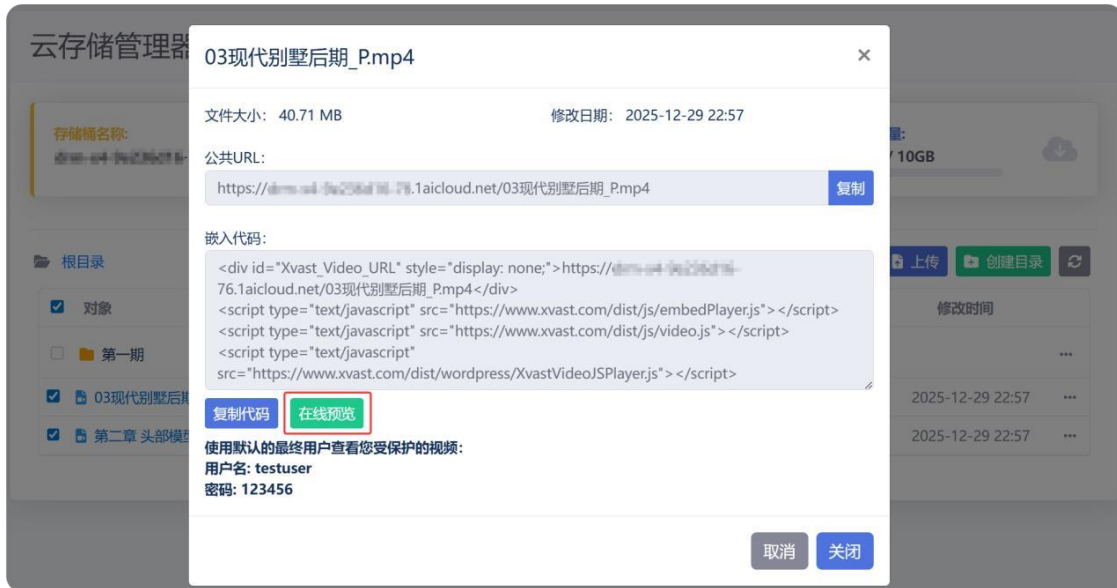 云存储管理器
03现代别墅后期_P.mp4
×
文件大小： 40.71 MB
修改日期： 2025-12-29 22:57
存储桶名称:
量:
/ 10GB
公共URL：
https://
.1aicloud.net/03现代别墅后期_P.mp4
复制
嵌入代码：
<div id="Xvast_Video_URL" style="display: none;">https://
76.1aicloud.net/03现代别墅后期_P.mp4</div>
<script type="text/javascript" src="https://www.xvast.com/dist/js/embedPlayer.js"></script>
<script type="text/javascript" src="https://www.xvast.com/dist/js/video.js"></script>
<script type="text/javascript"
src="https://www.xvast.com/dist/wordpress/XvastVideoJSPlayer.js"></script>
根目录
上传
创建目录
对象
修改时间
第一期
...
03现代别墅后期
2025-12-29 22:57
...
第二章 头部模型
2025-12-29 22:57
...
复制代码
在线预览
使用默认的最终用户查看您受保护的视频：
用户名: testuser
密码: 123456
取消
关闭